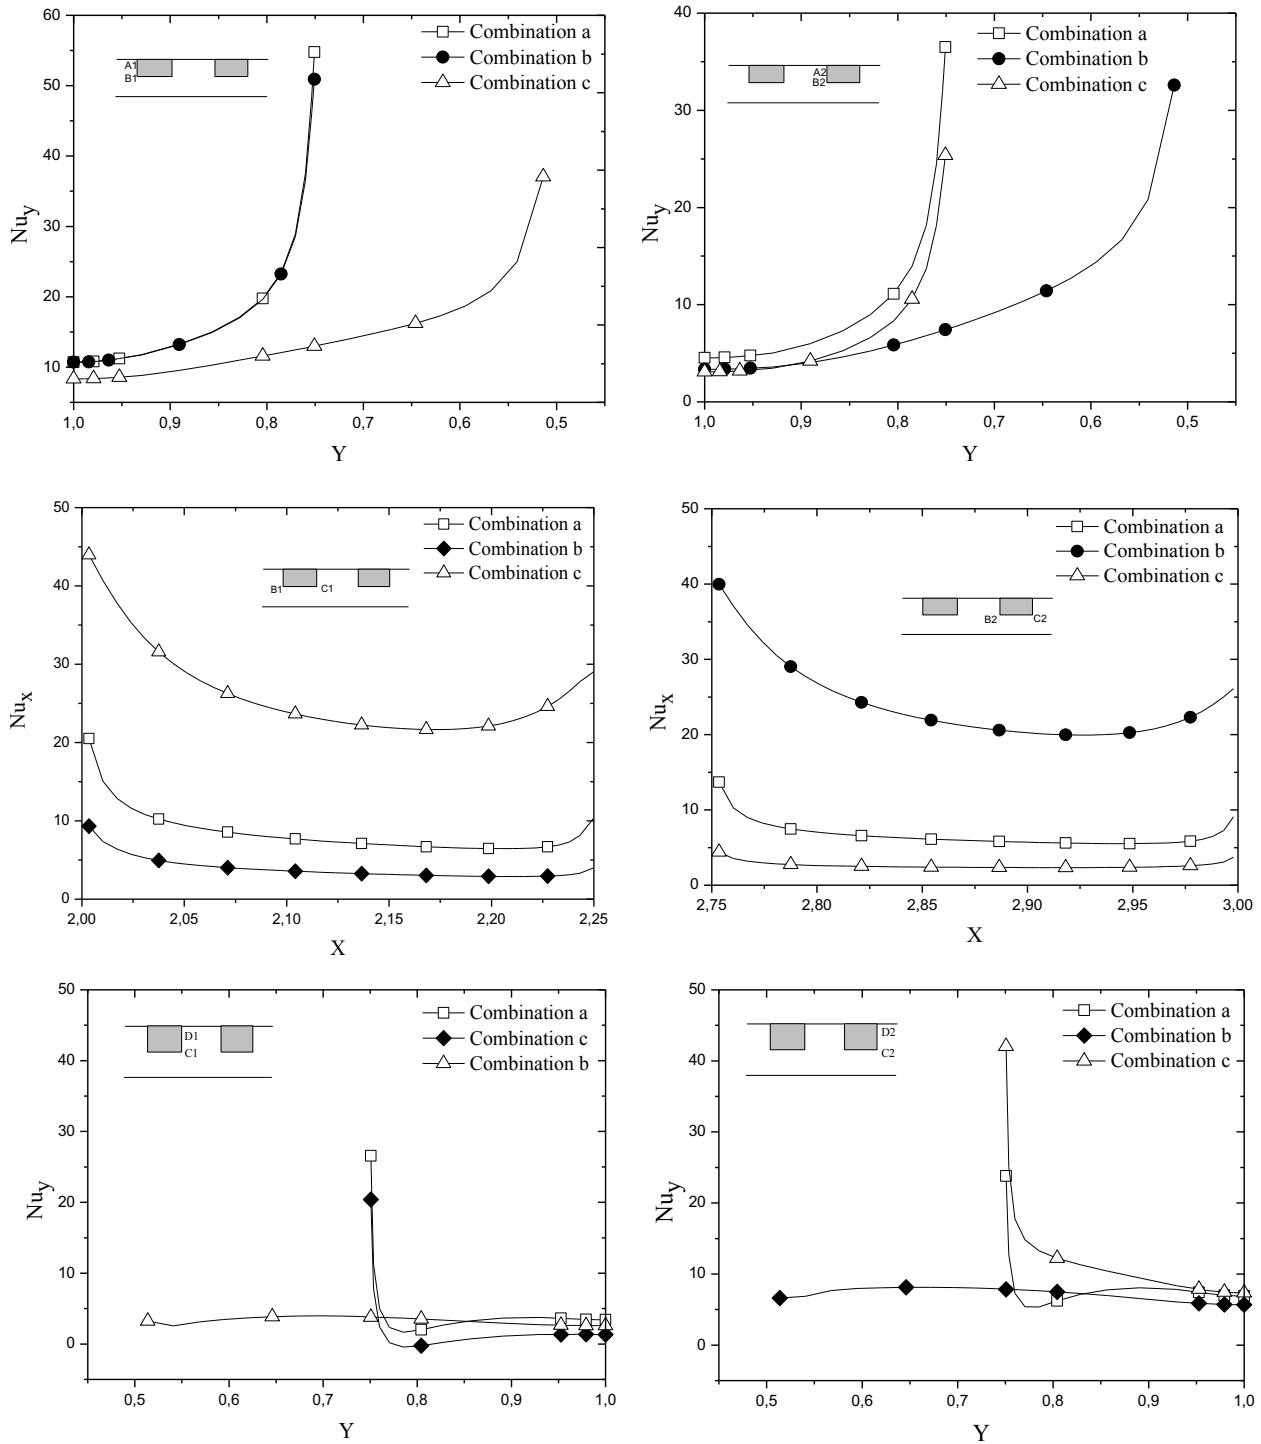 60
50
40
30
20
10
1,0 0,9 0,8 0,7 0,6 0,5
Nuy
Y
Combination a
Combination b
Combination c
A1
B1
40
30
20
10
0
1,0 0,9 0,8 0,7 0,6 0,5
Nuy
Y
Combination a
Combination b
Combination c
A2
B2
50
40
30
20
10
0
2,00 2,05 2,10 2,15 2,20 2,25
Nux
X
Combination a
Combination b
Combination c
B1 C1
50
40
30
20
10
0
2,75 2,80 2,85 2,90 2,95 3,00
Nux
X
Combination a
Combination b
Combination c
B2 C2
50
40
30
20
10
0
0,5 0,6 0,7 0,8 0,9 1,0
Nuy
Y
Combination a
Combination c
Combination b
D1
C1
50
40
30
20
10
0
0,5 0,6 0,7 0,8 0,9 1,0
Nuy
Y
Combination a
Combination b
Combination c
D2
C2